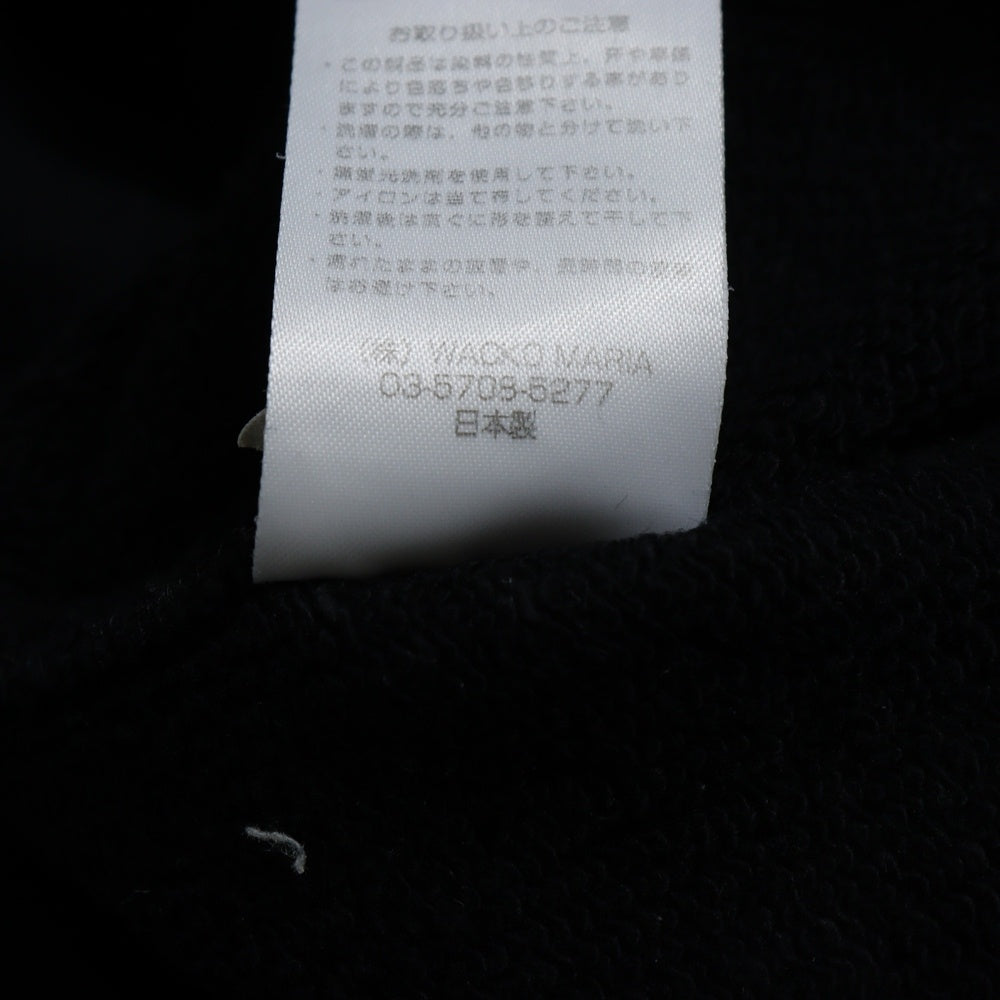 お取り扱い上のご注意
・この製品は染料の性質上、汗や摩擦
により色落ちや色移りする事があり
ますので充分ご注意下さい。
・洗濯の際は、他の物と分けて洗い下
さい。
・蛍光洗剤を使用して下さい。
・アイロンは当て布してください。
・洗濯後は直ぐに形を整えて干して下
さい。
・濡れたままの放置や、長時間の
はお避け下さい。
(株) WACKO MARIA
03-5708-5277
日本製